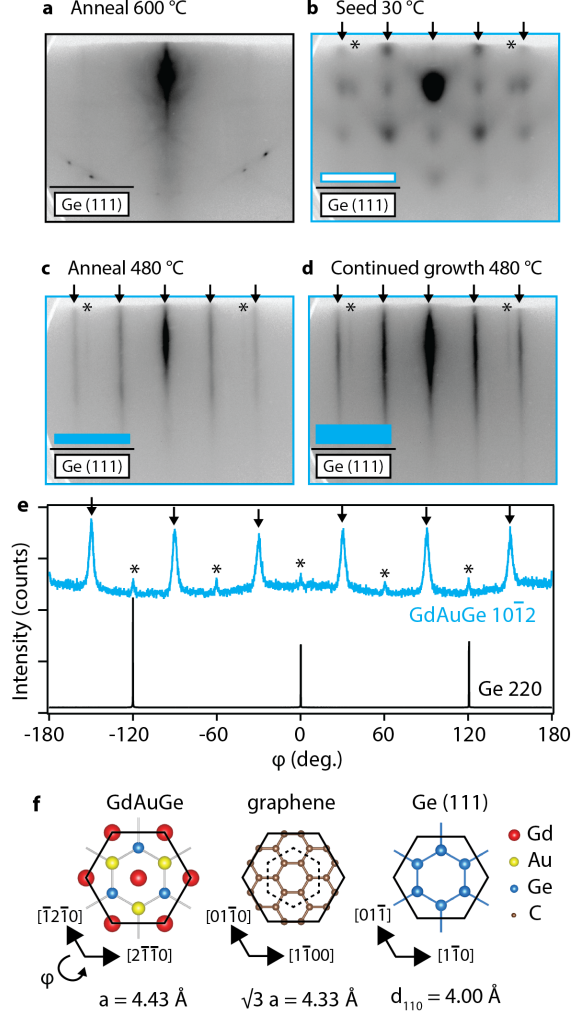 a Anneal 600 °C
b Seed 30 °C
* *
Ge (111)
Ge (111)
c Anneal 480 °C
d Continued growth 480 °C
* *
* *
Ge (111)
Ge (111)
e
Intensity (counts)
* * * * *
GdAuGe 101̄2
Ge 220
-180 -120 -60 0 60 120 180
φ (deg.)
f GdAuGe graphene Ge (111)
Gd
Au
Ge
C
[1̄21̄0] [011̄0] [011̄]
[21̄1̄0] [11̄00] [11̄0]
φ
a = 4.43 Å √3 a = 4.33 Å d₁₁₀ = 4.00 Å